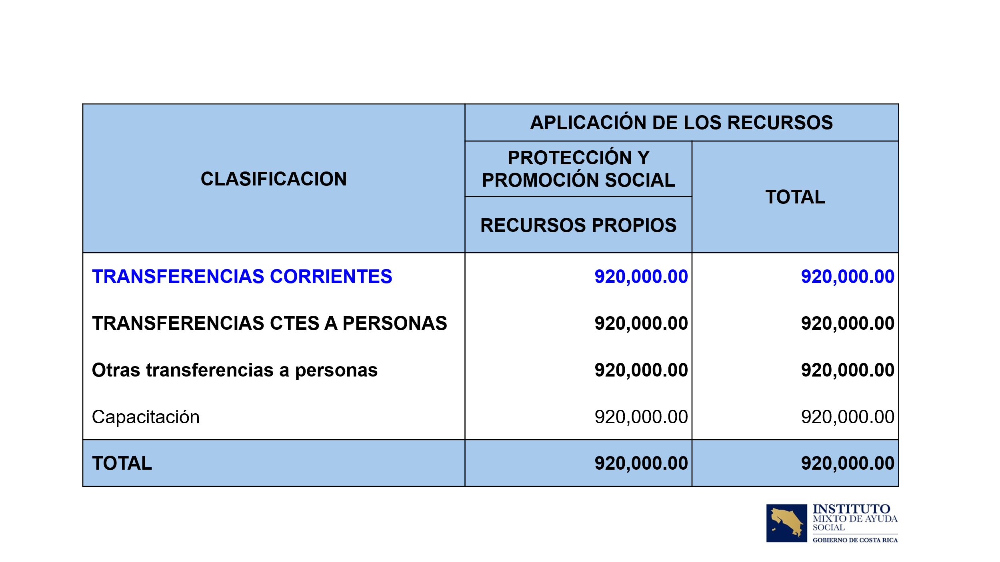 CLASIFICACION
APLICACIÓN DE LOS RECURSOS
PROTECCIÓN Y
PROMOCIÓN SOCIAL
TOTAL
RECURSOS PROPIOS
TRANSFERENCIAS CORRIENTES 920,000.00 920,000.00
TRANSFERENCIAS CTES A PERSONAS 920,000.00 920,000.00
Otras transferencias a personas 920,000.00 920,000.00
Capacitación 920,000.00 920,000.00
TOTAL 920,000.00 920,000.00
INSTITUTO
MIXTO DE AYUDA
SOCIAL
GOBIERNO DE COSTA RICA